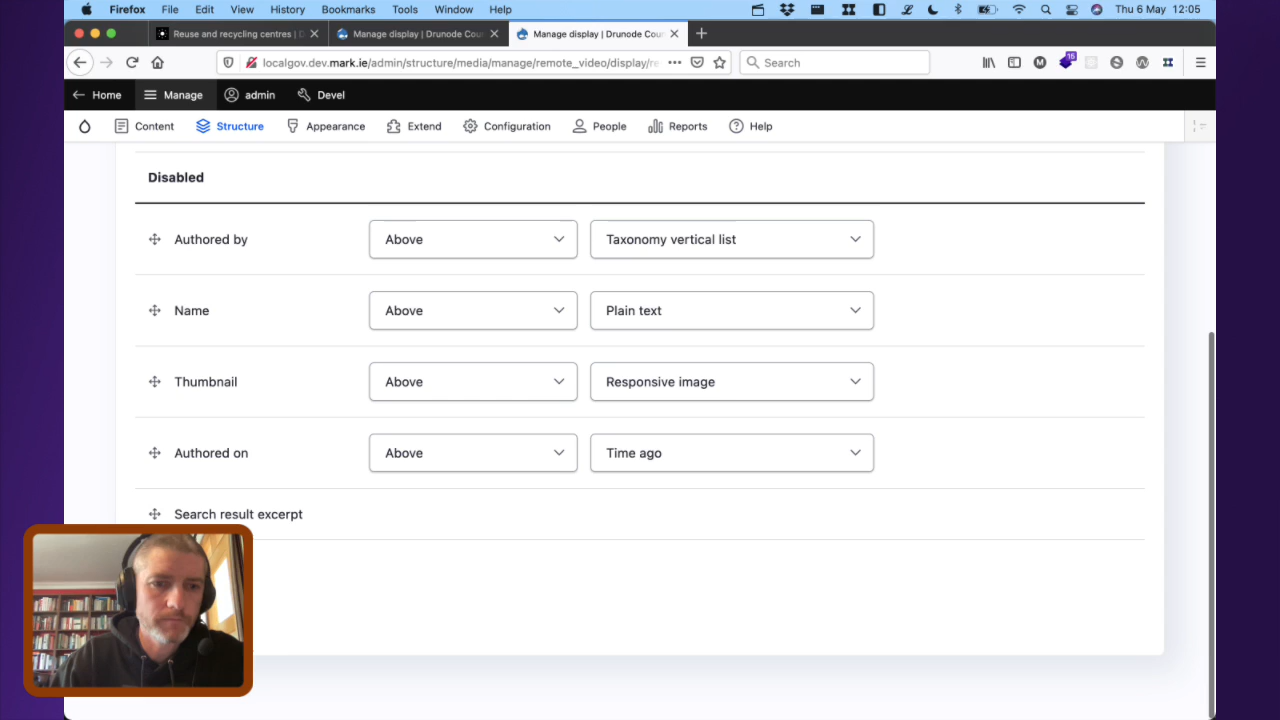 Firefox File Edit View History Bookmarks Tools Window Help Thu 6 May 12:05
Reuse and recycling centres | D Manage display | Drunode Cour Manage display | Drunode Cour
localgov.dev.mark.ie/admin/structure/media/manage/remote_video/display/re Search 15
Home Manage admin Devel
Content Structure Appearance Extend Configuration People Reports Help
Disabled
Authored by Above Taxonomy vertical list
Name Above Plain text
Thumbnail Above Responsive image
Authored on Above Time ago
Search result excerpt